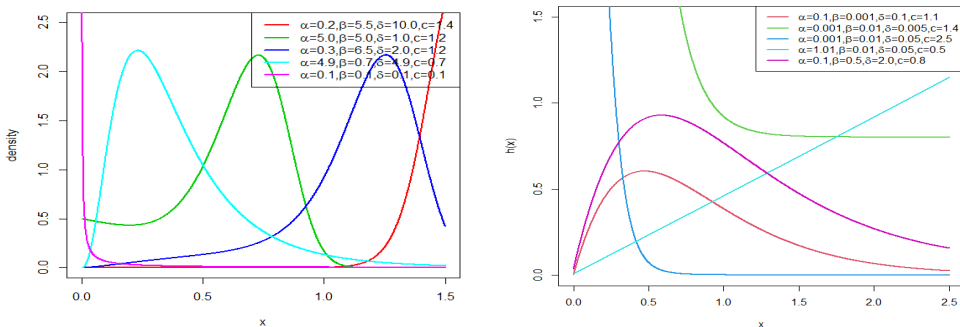 α=0.2,β=5.5,δ=10.0,c=1.4
α=5.0,β=5.0,δ=1.0,c=1.2
α=0.3,β=6.5,δ=2.0,c=1.2
α=4.9,β=0.7,δ=4.9,c=0.7
α=0.1,β=0.1,δ=0.1,c=0.1
density
2.5
2.0
1.5
1.0
0.5
0.0
0.0 0.5 1.0 1.5
x
α=0.1,β=0.001,δ=0.1,c=1.1
α=0.001,β=0.01,δ=0.005,c=1.4
α=0.001,β=0.01,δ=0.05,c=2.5
α=1.01,β=0.01,δ=0.05,c=0.5
α=0.1,β=0.5,δ=2.0,c=0.8
h(x)
1.5
1.0
0.5
0.0
0.0 0.5 1.0 1.5 2.0 2.5
x